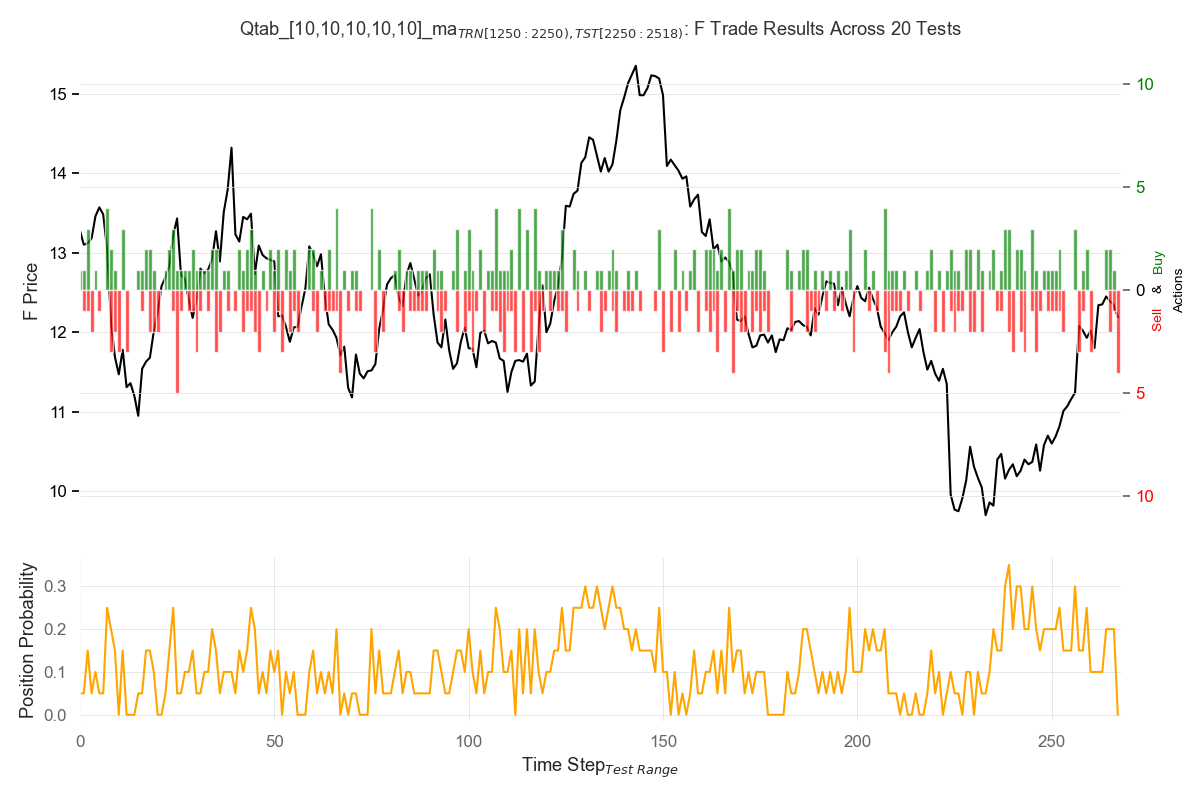 Qtab_[10,10,10,10,10]_ma TRN[1250:2250),TST[2250:2518): F Trade Results Across 20 Tests
F Price
15
14
13
12
11
10
10
5
0
5
10
Sell & Buy
Actions
Position Probability
0.3
0.2
0.1
0.0
0 50 100 150 200 250
Time Step Test Range